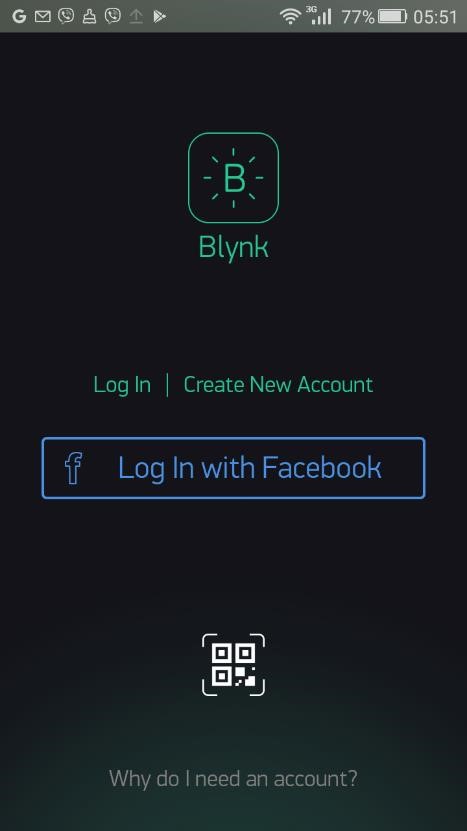 G 3G 77% 05:51
B
Blynk
Log In | Create New Account
f Log In with Facebook
Why do I need an account?